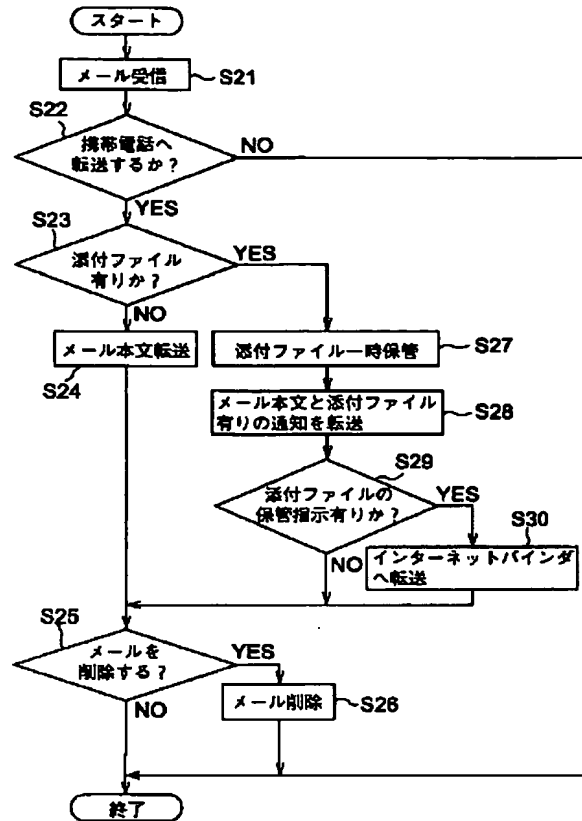 スタート
メール受信
S21
S22
携帯電話へ
転送するか？
NO
YES
S23
添付ファイル
有りか？
YES
NO
メール本文転送
S24
添付ファイル一時保管
S27
メール本文と添付ファイル
有りの通知を転送
S28
S29
添付ファイルの
保管指示有りか？
YES
NO
S30
インターネットバインダ
へ転送
S25
メールを
削除する？
YES
NO
メール削除
S26
終了